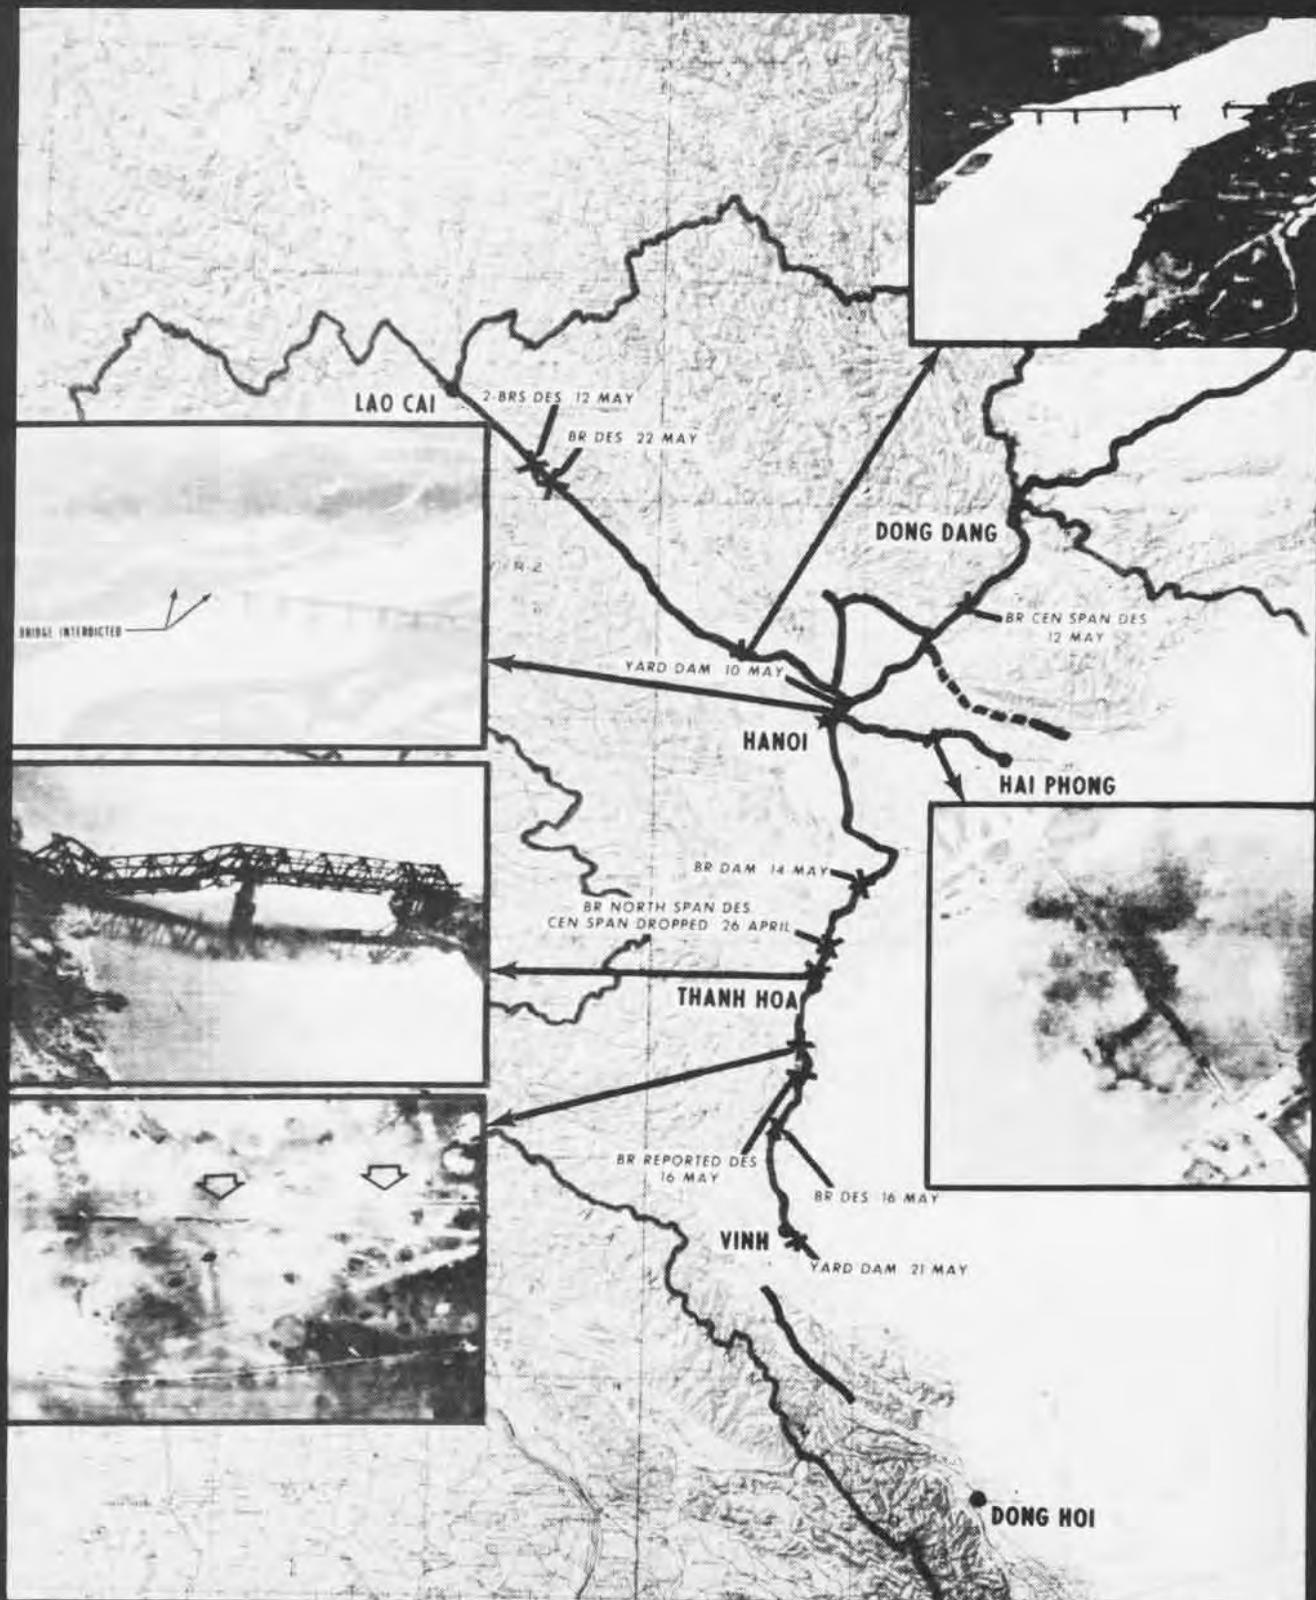 LAO CAI
2-BRS DES 12 MAY
BR DES 22 MAY
DONG DANG
BR CEN SPAN DES
12 MAY
BRIDGE INTERDICTED
YARD DAM 10 MAY
HANOI
HAI PHONG
BR DAM 14 MAY
BR NORTH SPAN DES
CEN SPAN DROPPED 26 APRIL
THANH HOA
BR REPORTED DES
16 MAY
BR DES 16 MAY
VINH
YARD DAM 21 MAY
DONG HOI